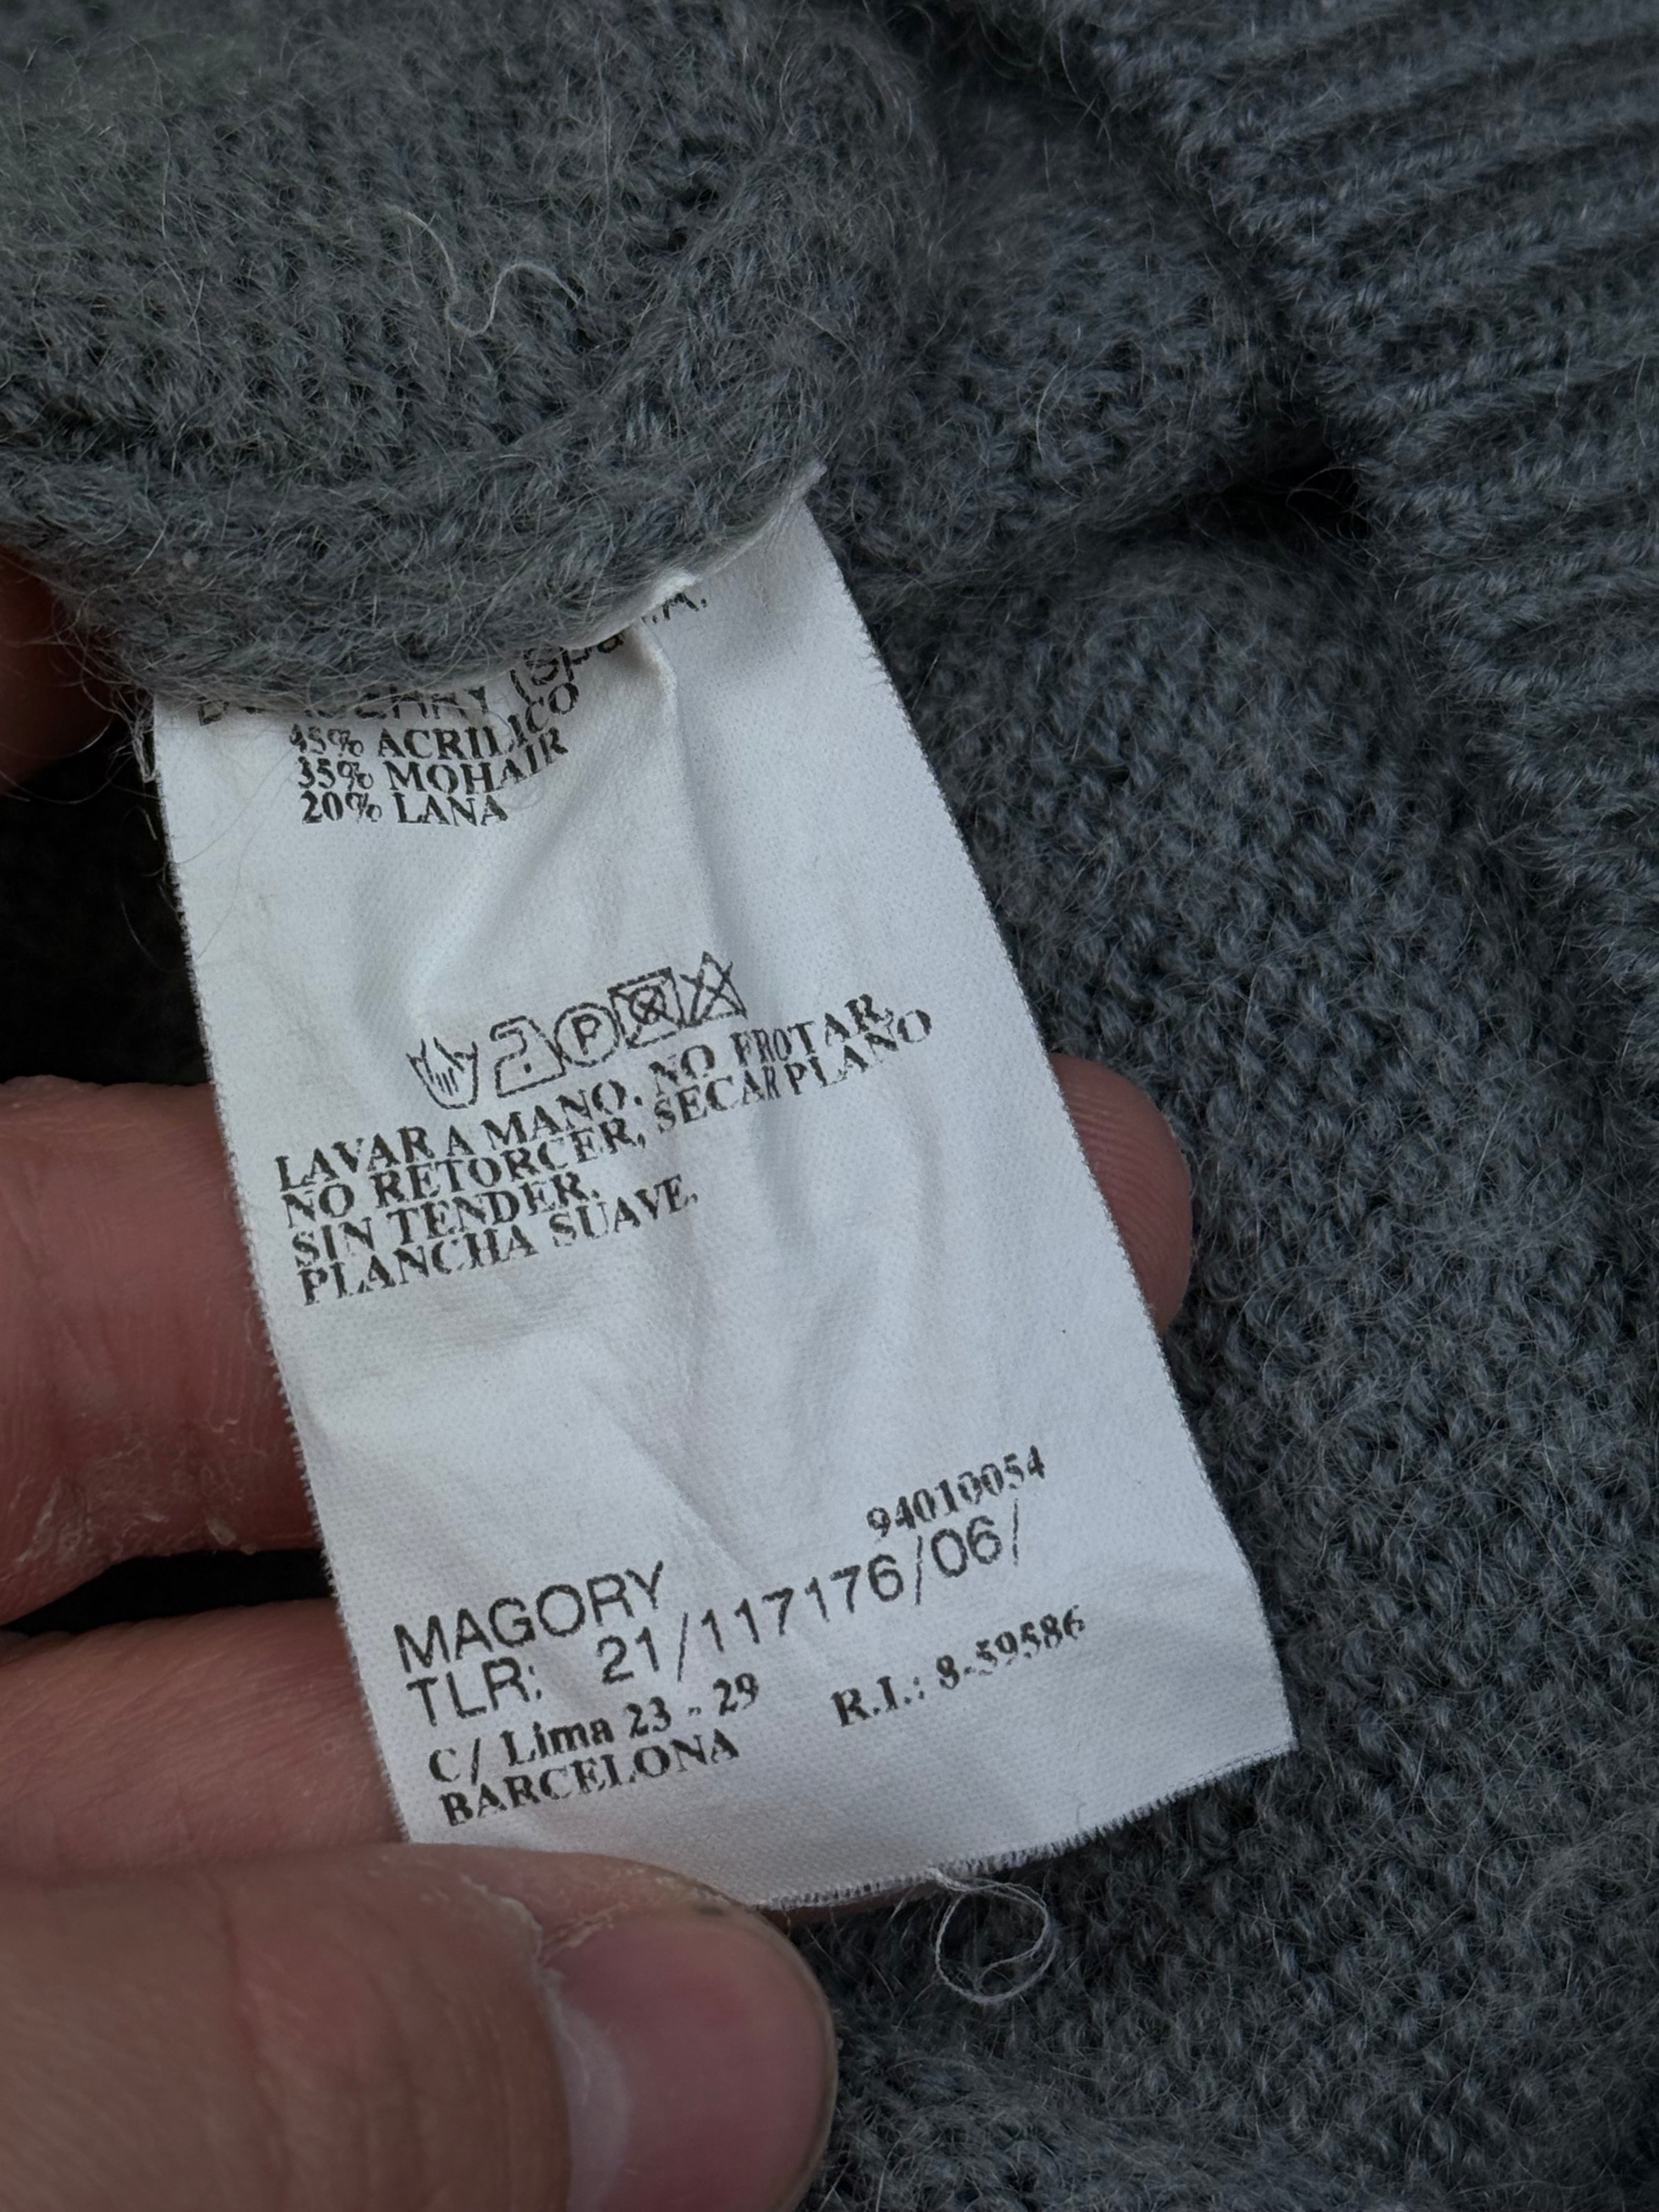 (Spa
.A.
45% ACRILICO
35% MOHAIR
20% LANA
P
LAVAR A MANO. NO FROTAR,
NO RETORCER, SECAR PLANO
SIN TENDER.
PLANCHA SUAVE.
94010054
MAGORY
TLR: 21/117176/06/
C/ Lima 23 - 29 R.I.: 8-59586
BARCELONA